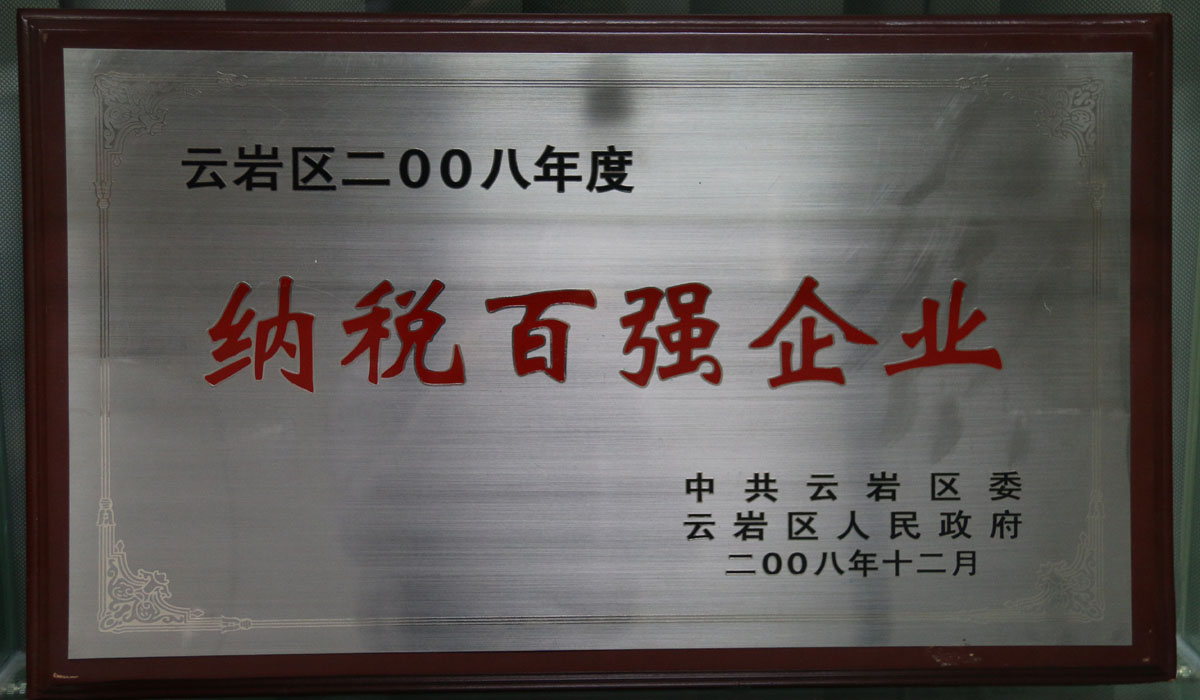 云岩区二00八年度
纳税百强企业
中共云岩区委
云岩区人民政府
二00八年十二月